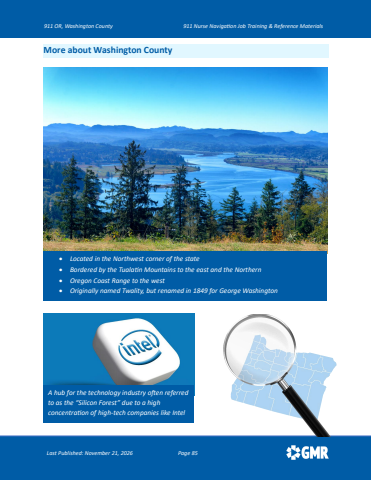 911 OR, Washington County 911 Nurse Navigation Job Training & Reference Materials
More about Washington County
• Located in the Northwest corner of the state
• Bordered by the Tualatin Mountains to the east and the Northern
• Oregon Coast Range to the west
• Originally named Twality, but renamed in 1849 for George Washington
intel
A hub for the technology industry often referred
to as the “Silicon Forest” due to a high
concentration of high-tech companies like Intel
Last Published: November 21, 2026 Page 85
GMR